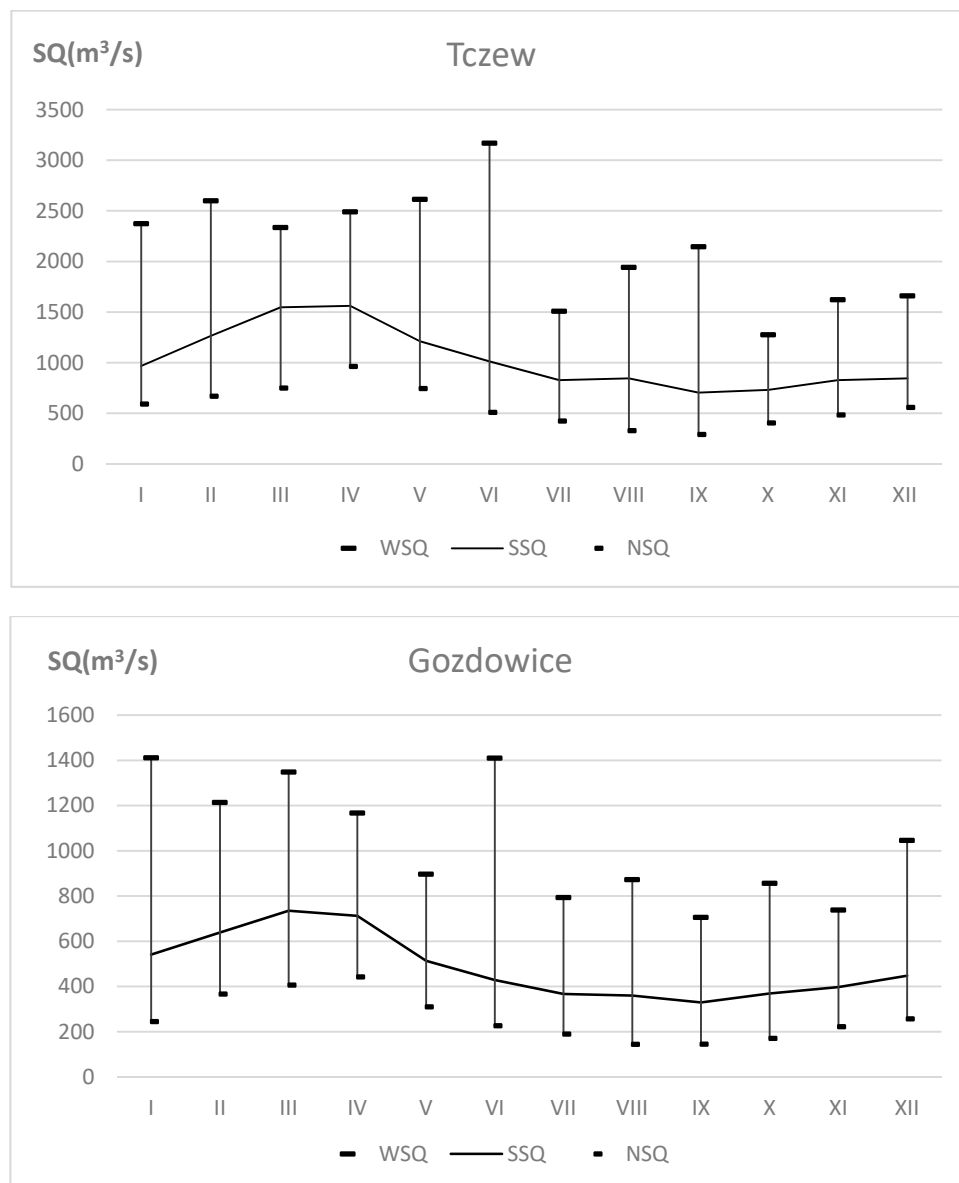 SQ(m³/s) Tczew
3500
3000
2500
2000
1500
1000
500
0
I II III IV V VI VII VIII IX X XI XII
WSQ SSQ NSQ
SQ(m³/s) Gozdowice
1600
1400
1200
1000
800
600
400
200
0
I II III IV V VI VII VIII IX X XI XII
WSQ SSQ NSQ